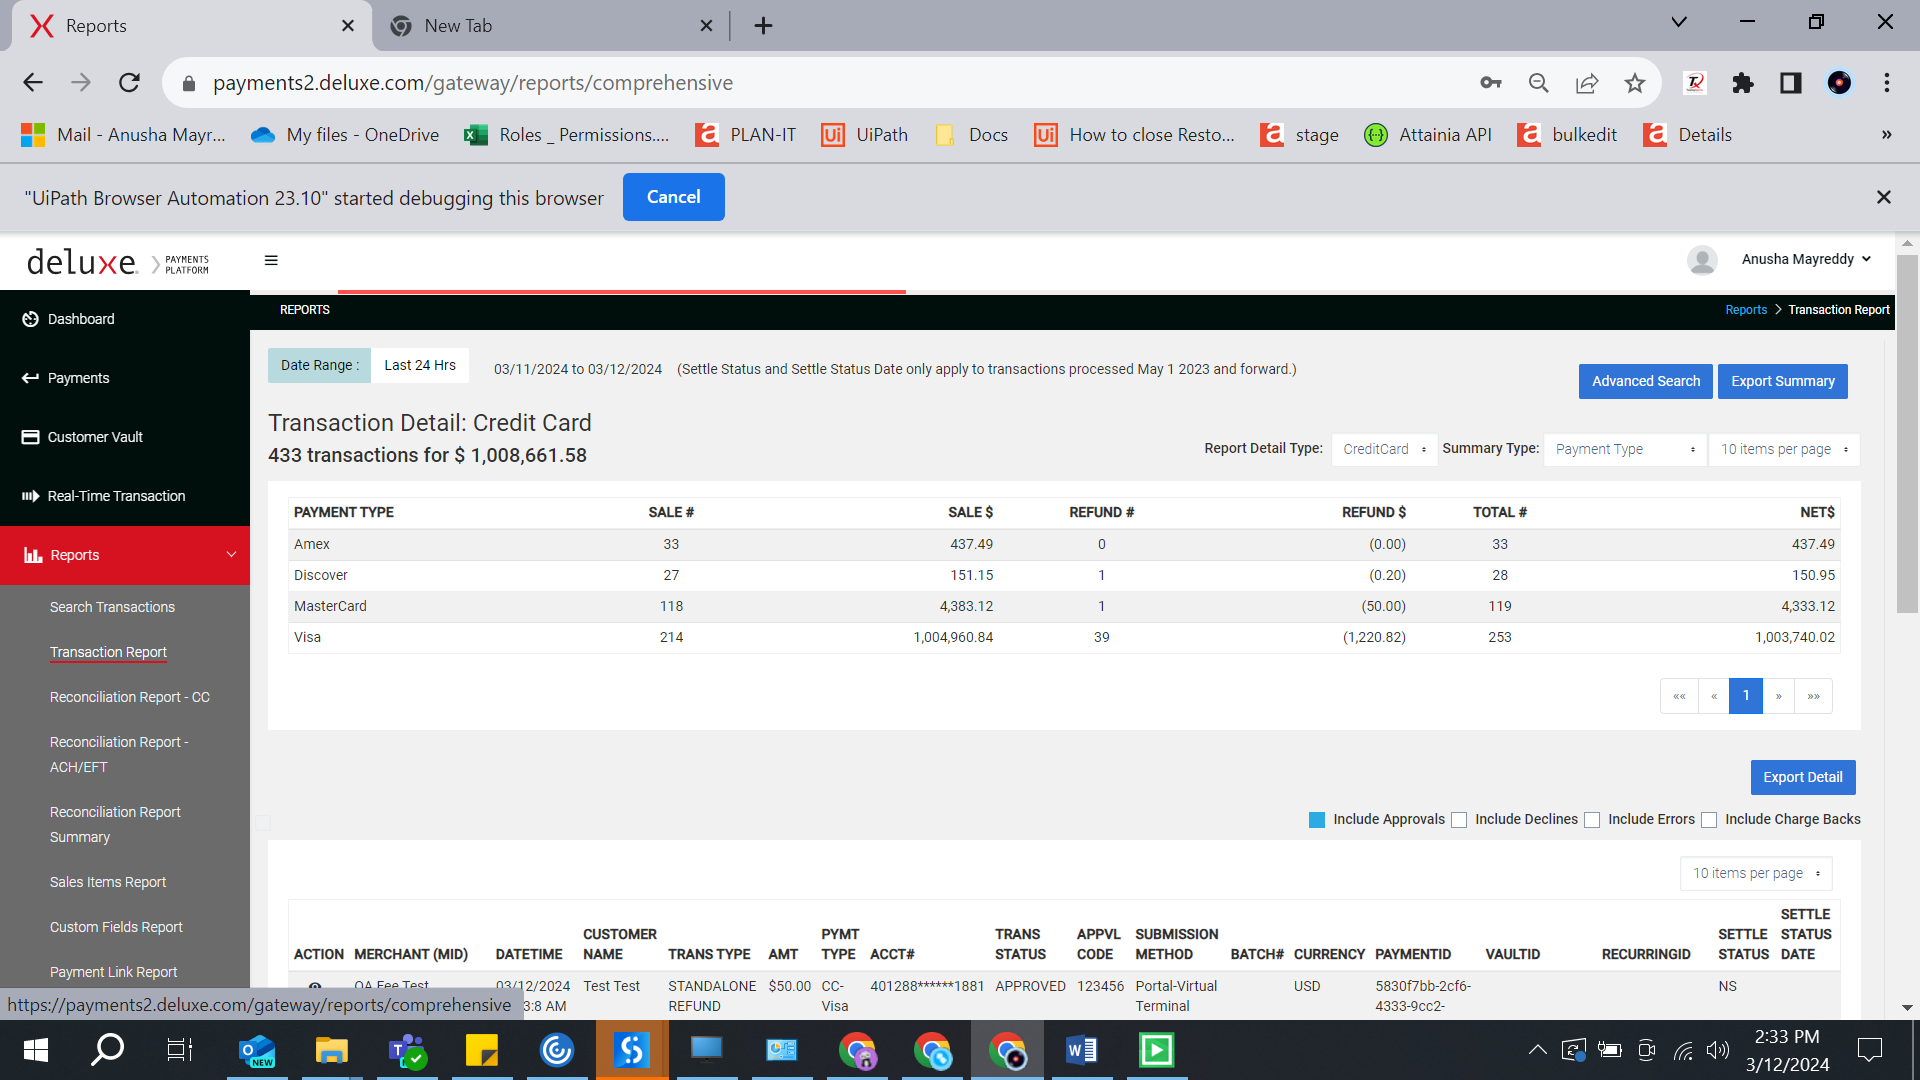 Reports
New Tab
payments2.deluxe.com/gateway/reports/comprehensive
Mail - Anusha Mayr...
My files - OneDrive
Roles _ Permissions....
PLAN-IT
UiPath
Docs
How to close Resto...
stage
Attainia API
bulkedit
Details
»
"UiPath Browser Automation 23.10" started debugging this browser
Cancel
deluxe. PAYMENTS PLATFORM
Anusha Mayreddy
Dashboard
Payments
Customer Vault
Real-Time Transaction
Reports
Search Transactions
Transaction Report
Reconciliation Report - CC
Reconciliation Report -
ACH/EFT
Reconciliation Report
Summary
Sales Items Report
Custom Fields Report
Payment Link Report
https://payments2.deluxe.com/gateway/reports/comprehensive
REPORTS
Reports > Transaction Report
Date Range : Last 24 Hrs 03/11/2024 to 03/12/2024 (Settle Status and Settle Status Date only apply to transactions processed May 1 2023 and forward.)
Advanced Search
Export Summary
Transaction Detail: Credit Card
433 transactions for $ 1,008,661.58
Report Detail Type: CreditCard Summary Type: Payment Type 10 items per page
PAYMENT TYPE SALE # SALE $ REFUND # REFUND $ TOTAL # NET$
Amex 33 437.49 0 (0.00) 33 437.49
Discover 27 151.15 1 (0.20) 28 150.95
MasterCard 118 4,383.12 1 (50.00) 119 4,333.12
Visa 214 1,004,960.84 39 (1,220.82) 253 1,003,740.02
«« « 1 » »»
Export Detail
Include Approvals Include Declines Include Errors Include Charge Backs
10 items per page
ACTION MERCHANT (MID) DATETIME CUSTOMER NAME TRANS TYPE AMT PYMT TYPE ACCT# TRANS STATUS APPVL CODE SUBMISSION METHOD BATCH# CURRENCY PAYMENTID VAULTID RECURRINGID SETTLE STATUS SETTLE STATUS DATE
QA Fee Test 03/12/2024 Test Test STANDALONE $50.00 CC- 401288******1881 APPROVED 123456 Portal-Virtual USD 5830f7bb-2cf6- NS
3:8 AM REFUND Visa Terminal 4333-9cc2-
NEW
2:33 PM
3/12/2024